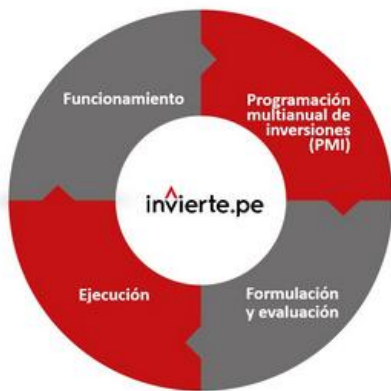 Funcionamiento
Programación
multianual de
inversiones
(PMI)
invierte.pe
Ejecución
Formulación
y evaluación